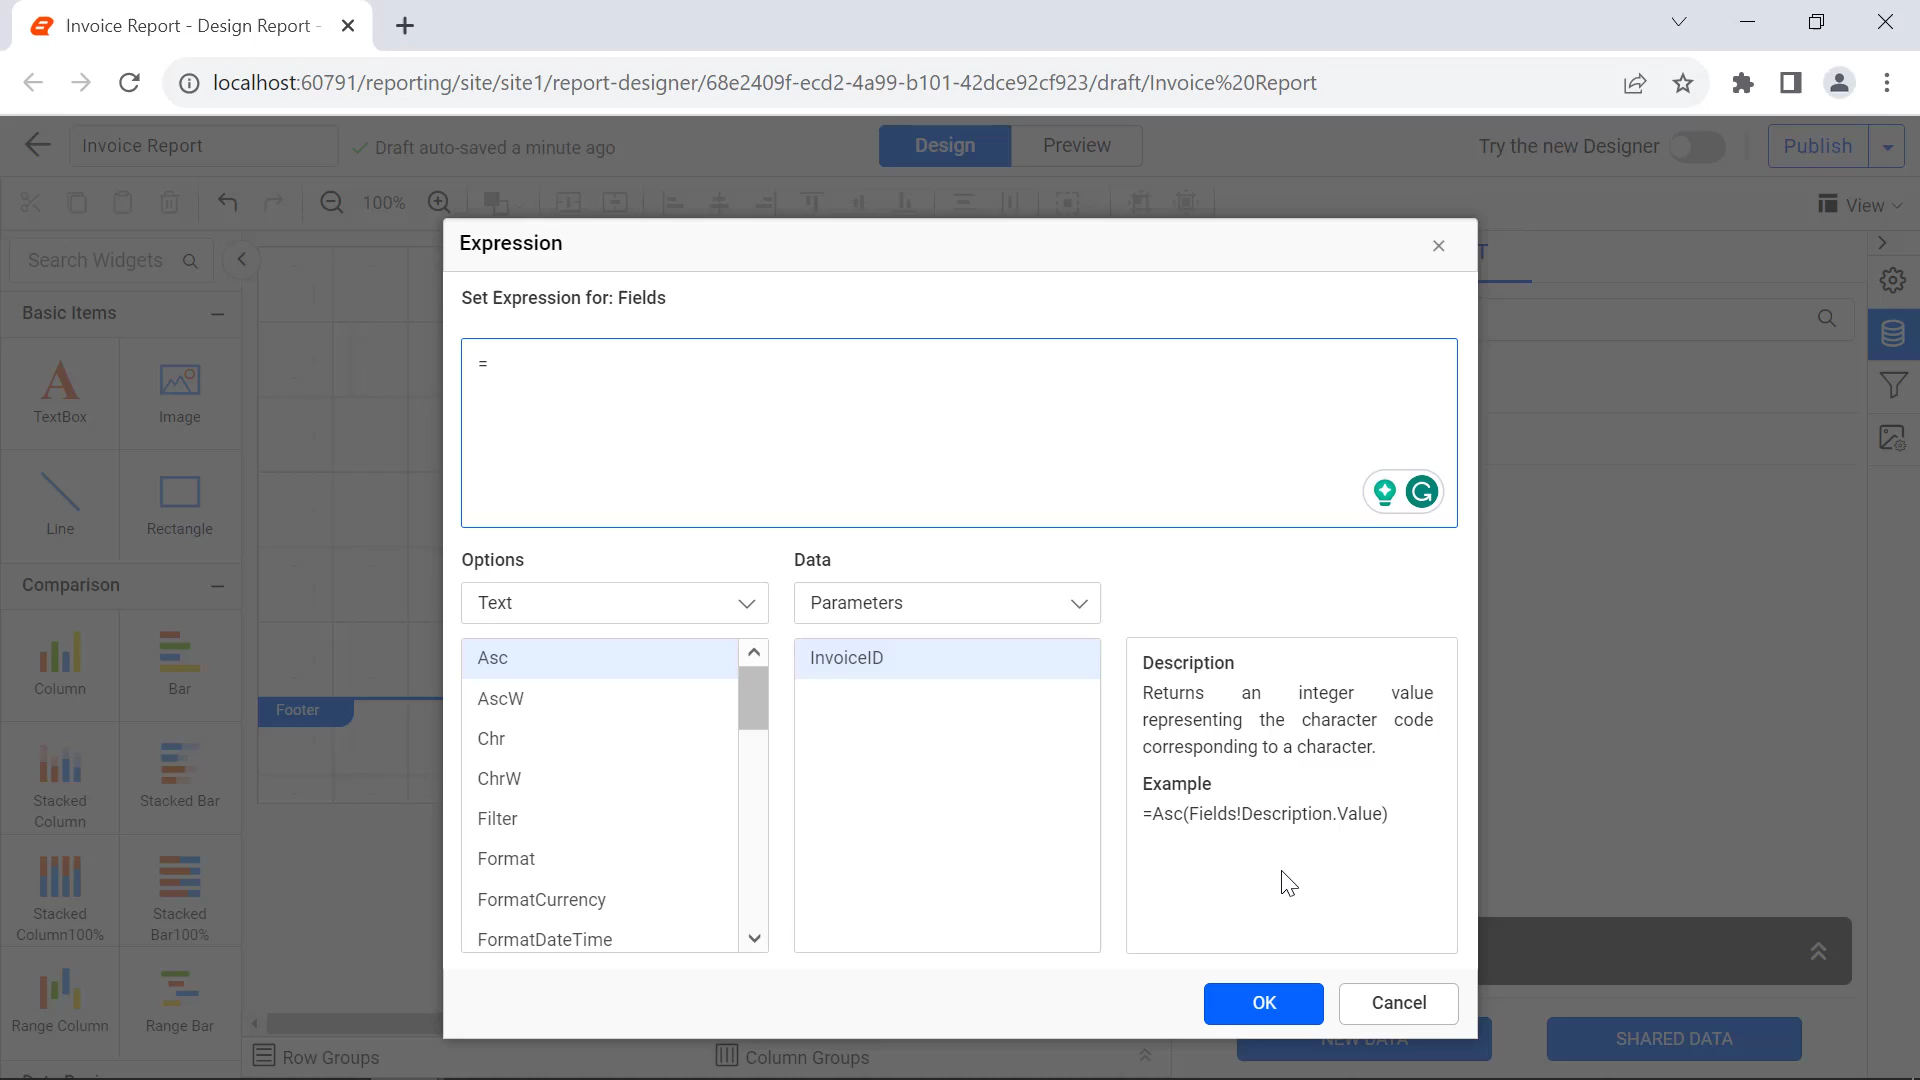 Invoice Report - Design Report -
localhost:60791/reporting/site/site1/report-designer/68e2409f-ecd2-4a99-b101-42dce92cf923/draft/Invoice%20Report
Invoice Report
Draft auto-saved a minute ago
Design
Preview
Try the new Designer
Publish
100%
View
Search Widgets
Basic Items
TextBox
Image
Line
Rectangle
Comparison
Column
Bar
Stacked
Column
Stacked Bar
Stacked
Column100%
Stacked
Bar100%
Range Column
Range Bar
Footer
Row Groups
Column Groups
Expression
Set Expression for: Fields
=
Options
Data
Text
Parameters
Asc
AscW
Chr
ChrW
Filter
Format
FormatCurrency
FormatDateTime
InvoiceID
Description
Returns an integer value
representing the character code
corresponding to a character.
Example
=Asc(Fields!Description.Value)
OK
Cancel
NEW DATA
SHARED DATA